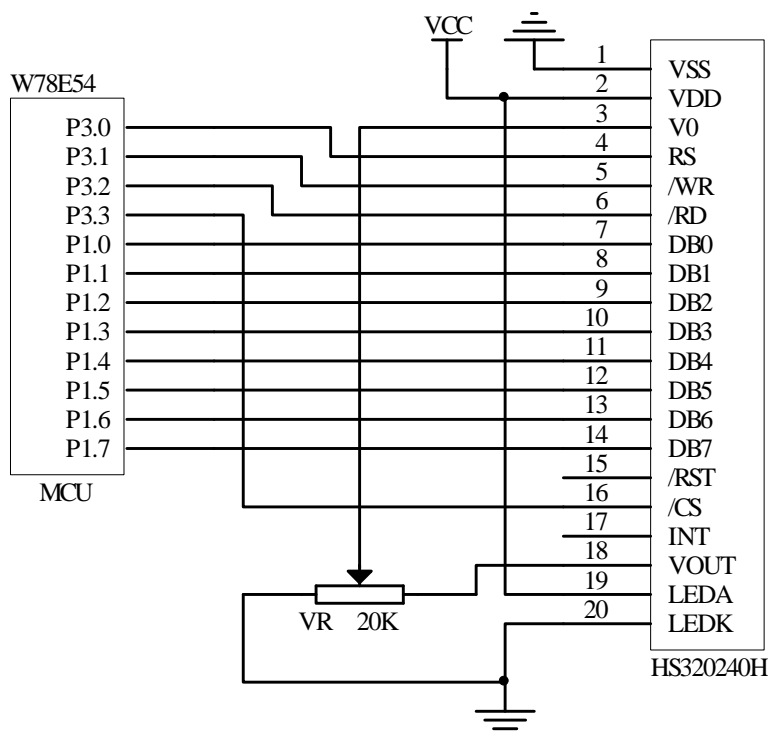 VCC
W78E54
P3.0
P3.1
P3.2
P3.3
P1.0
P1.1
P1.2
P1.3
P1.4
P1.5
P1.6
P1.7
MCU
1 VSS
2 VDD
3 V0
4 RS
5 /WR
6 /RD
7 DB0
8 DB1
9 DB2
10 DB3
11 DB4
12 DB5
13 DB6
14 DB7
15 /RST
16 /CS
17 INT
18 VOUT
19 LEDA
20 LEDK
VR 20K
HS320240H